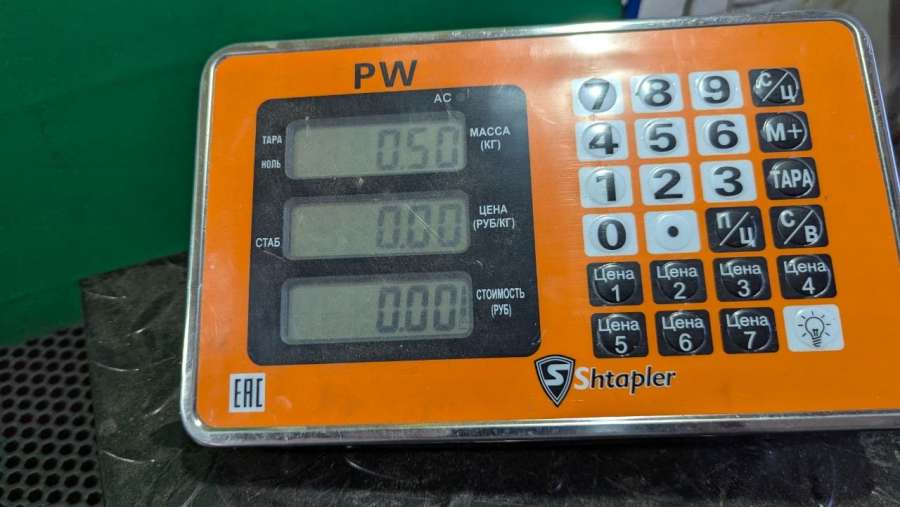 PW
AC
ТАРА
НОЛЬ
0.50
МАССА
(КГ)
СТАБ
0.00
ЦЕНА
(РУБ/КГ)
0.00
СТОИМОСТЬ
(РУБ)
7 8 9 С/Ц
4 5 6 М+
1 2 3 ТАРА
0 • П/Ц С/В
Цена 1 Цена 2 Цена 3 Цена 4
Цена 5 Цена 6 Цена 7
EAC
S Shtapler